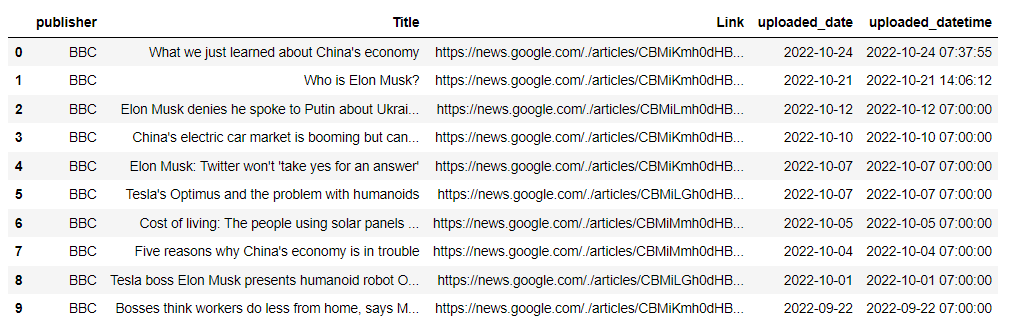 publisher Title Link uploaded_date uploaded_datetime
0 BBC What we just learned about China's economy https://news.google.com/./articles/CBMiKmh0dHB... 2022-10-24 2022-10-24 07:37:55
1 BBC Who is Elon Musk? https://news.google.com/./articles/CBMiKmh0dHB... 2022-10-21 2022-10-21 14:06:12
2 BBC Elon Musk denies he spoke to Putin about Ukrai... https://news.google.com/./articles/CBMiLmh0dHB... 2022-10-12 2022-10-12 07:00:00
3 BBC China's electric car market is booming but can... https://news.google.com/./articles/CBMiKmh0dHB... 2022-10-10 2022-10-10 07:00:00
4 BBC Elon Musk: Twitter won't 'take yes for an answer' https://news.google.com/./articles/CBMiKmh0dHB... 2022-10-07 2022-10-07 07:00:00
5 BBC Tesla's Optimus and the problem with humanoids https://news.google.com/./articles/CBMiLGh0dHB... 2022-10-07 2022-10-07 07:00:00
6 BBC Cost of living: The people using solar panels ... https://news.google.com/./articles/CBMiMmh0dHB... 2022-10-05 2022-10-05 07:00:00
7 BBC Five reasons why China's economy is in trouble https://news.google.com/./articles/CBMiMmh0dHB... 2022-10-04 2022-10-04 07:00:00
8 BBC Tesla boss Elon Musk presents humanoid robot O... https://news.google.com/./articles/CBMiLGh0dHB... 2022-10-01 2022-10-01 07:00:00
9 BBC Bosses think workers do less from home, says M... https://news.google.com/./articles/CBMiKmh0dHB... 2022-09-22 2022-09-22 07:00:00